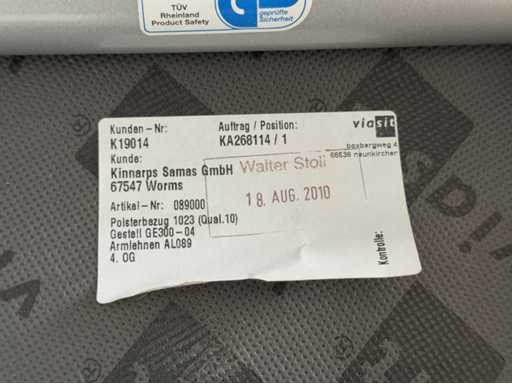 TÜV
Rheinland
Product Safety
geprüfte
Sicherheit
Kunden-Nr:
K19014
Auftrag / Position:
KA268114 / 1
viasit
boxbergweg 4
66538 neunkirchen
Kunde:
Kinnarps Samas GmbH
67547 Worms
Walter Stoll
18. AUG. 2010
Artikel-Nr: 089000
Polsterbezug 1023 (Qual.10)
Gestell GE300-04
Armlehnen AL089
4. OG
Kontrolle: